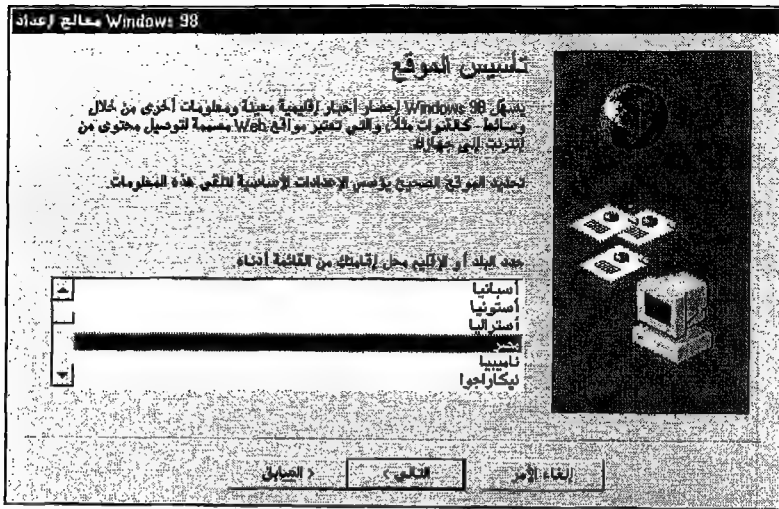 معالج إعداد Windows 98
تأسيس الموقع
يسهّل Windows 98 إحضار أخبار إقليمية معينة ومعلومات أخرى من خلال
وسائط - كالقنوات مثلاً، والتي تعتبر مواقع Web مصممة لتوصيل محتوى من
إنترنت إلى جهازك.
تحديد الموقع الصحيح يؤسس الإعدادات الأساسية لتلقي هذه المعلومات.
حدد البلد أو الإقليم محل إقامتك من القائمة أدناه
أسبانيا
أستونيا
أستراليا
مصر
ناميبيا
نيكاراجوا
إلغاء الأمر
التالي >
< السابق